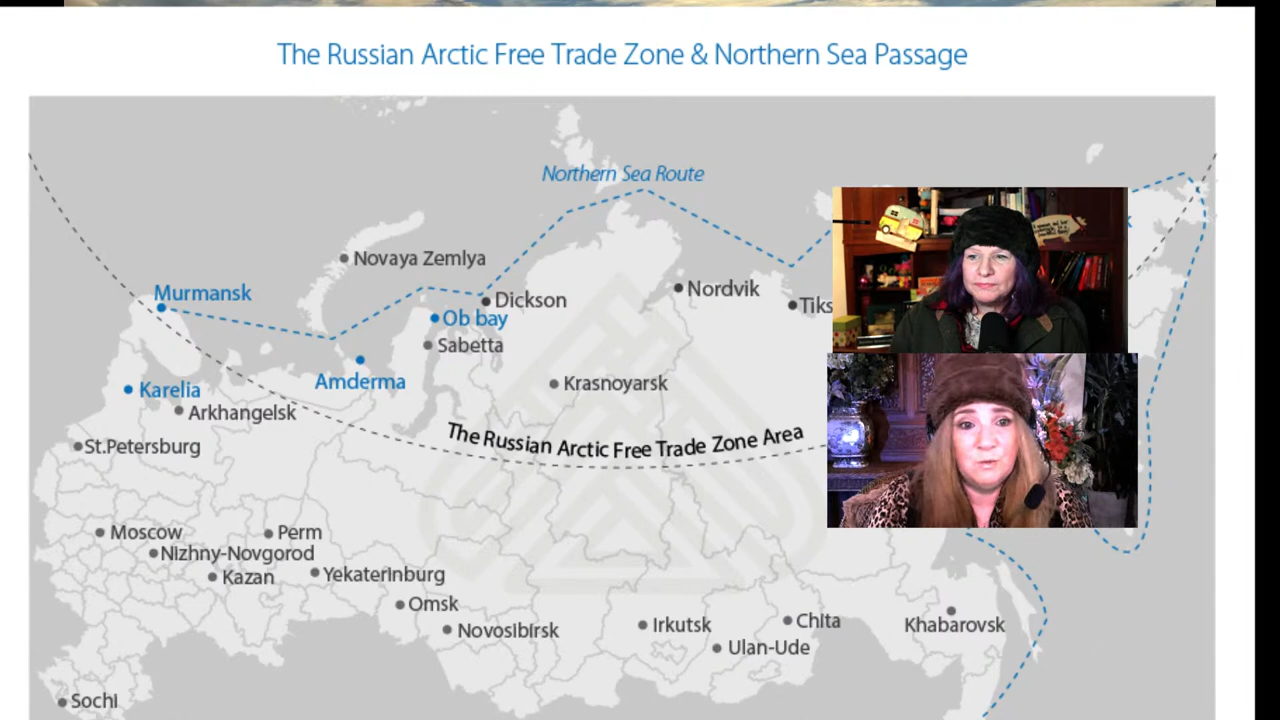 The Russian Arctic Free Trade Zone & Northern Sea Passage
Northern Sea Route
Novaya Zemlya
Murmansk
Dickson
Nordvik
Tiks
Ob bay
Sabetta
Amderma
Krasnoyarsk
Karelia
Arkhangelsk
The Russian Arctic Free Trade Zone Area
St.Petersburg
Moscow
Perm
Nizhny-Novgorod
Kazan
Yekaterinburg
Omsk
Novosibirsk
Irkutsk
Chita
Khabarovsk
Ulan-Ude
Sochi